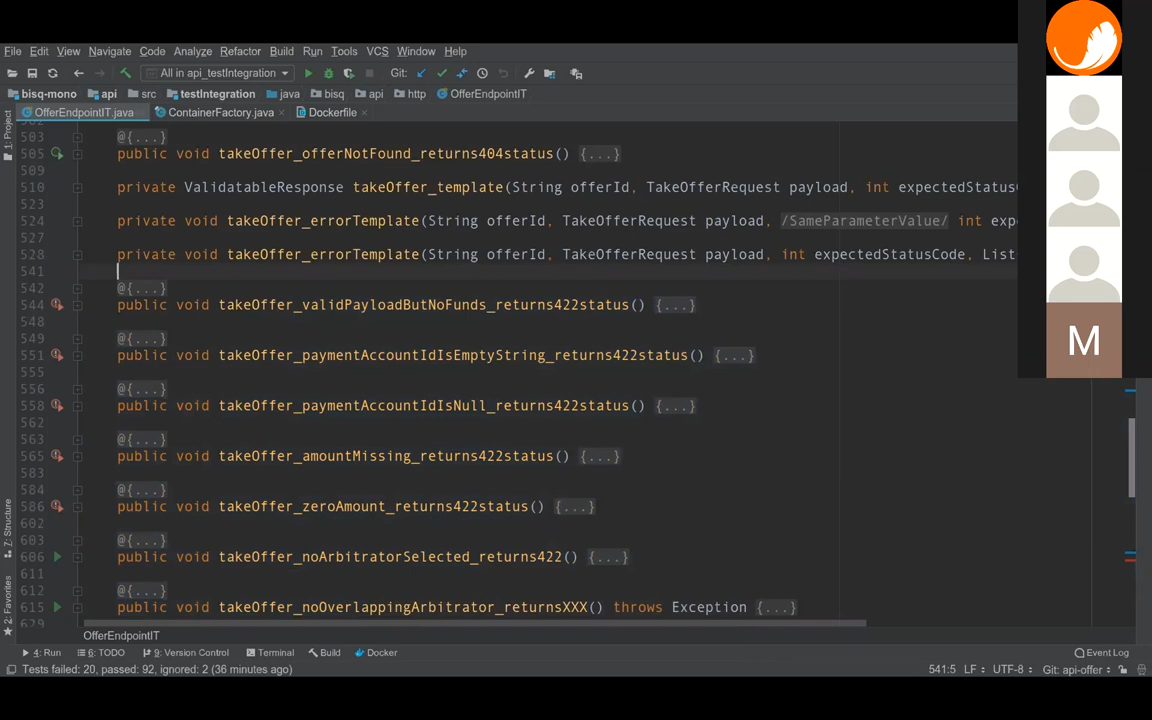 File Edit View Navigate Code Analyze Refactor Build Run Tools VCS Window Help
All in api_testIntegration Git:
bisq-mono api src testIntegration java bisq api http OfferEndpointIT
1: Project OfferEndpointIT.java ContainerFactory.java Dockerfile
503 @{...}
505 public void takeOffer_offerNotFound_returns404status() {...}
509
510 private ValidatableResponse takeOffer_template(String offerId, TakeOfferRequest payload, int expectedStatus
523
524 private void takeOffer_errorTemplate(String offerId, TakeOfferRequest payload, /SameParameterValue/ int exp
527
528 private void takeOffer_errorTemplate(String offerId, TakeOfferRequest payload, int expectedStatusCode, List
541
542 @{...}
544 public void takeOffer_validPayloadButNoFunds_returns422status() {...}
548
549 @{...}
551 public void takeOffer_paymentAccountIdIsEmptyString_returns422status() {...}
555
556 @{...}
558 public void takeOffer_paymentAccountIdIsNull_returns422status() {...}
562
563 @{...}
565 public void takeOffer_amountMissing_returns422status() {...}
583
584 @{...}
586 public void takeOffer_zeroAmount_returns422status() {...}
602
603 @{...}
606 public void takeOffer_noArbitratorSelected_returns422() {...}
611
612 @{...}
615 public void takeOffer_noOverlappingArbitrator_returnsXXX() throws Exception {...}
629
Z: Structure
2: Favorites
OfferEndpointIT
4: Run 6: TODO 9: Version Control Terminal Build Docker Event Log
Tests failed: 20, passed: 92, ignored: 2 (36 minutes ago) 541:5 LF UTF-8 Git: api-offer
M